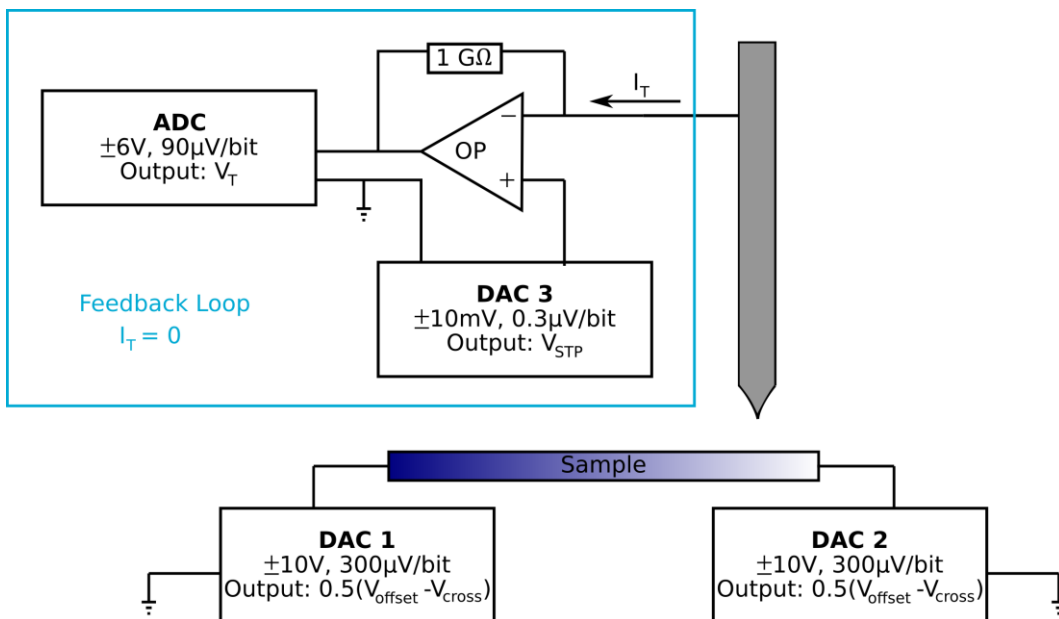 1 GΩ
I_T
ADC
±6V, 90µV/bit
Output: V_T
−
OP
+
DAC 3
±10mV, 0.3µV/bit
Output: V_STP
Feedback Loop
I_T = 0
Sample
DAC 1
±10V, 300µV/bit
Output: 0.5(V_offset -V_cross)
DAC 2
±10V, 300µV/bit
Output: 0.5(V_offset -V_cross)